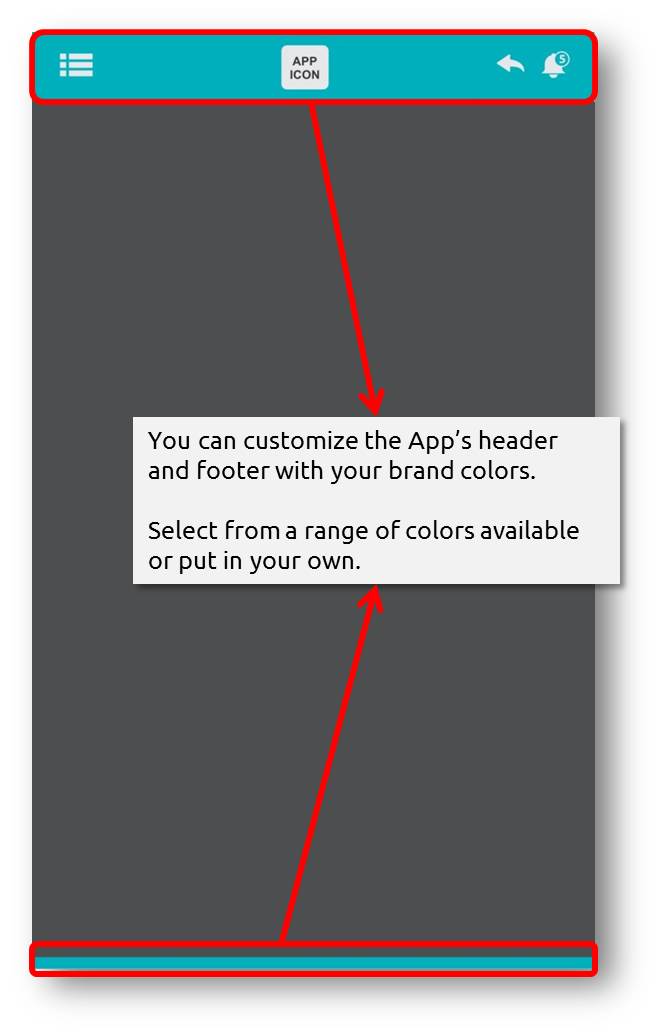 APP
ICON
5
You can customize the App’s header
and footer with your brand colors.
Select from a range of colors available
or put in your own.